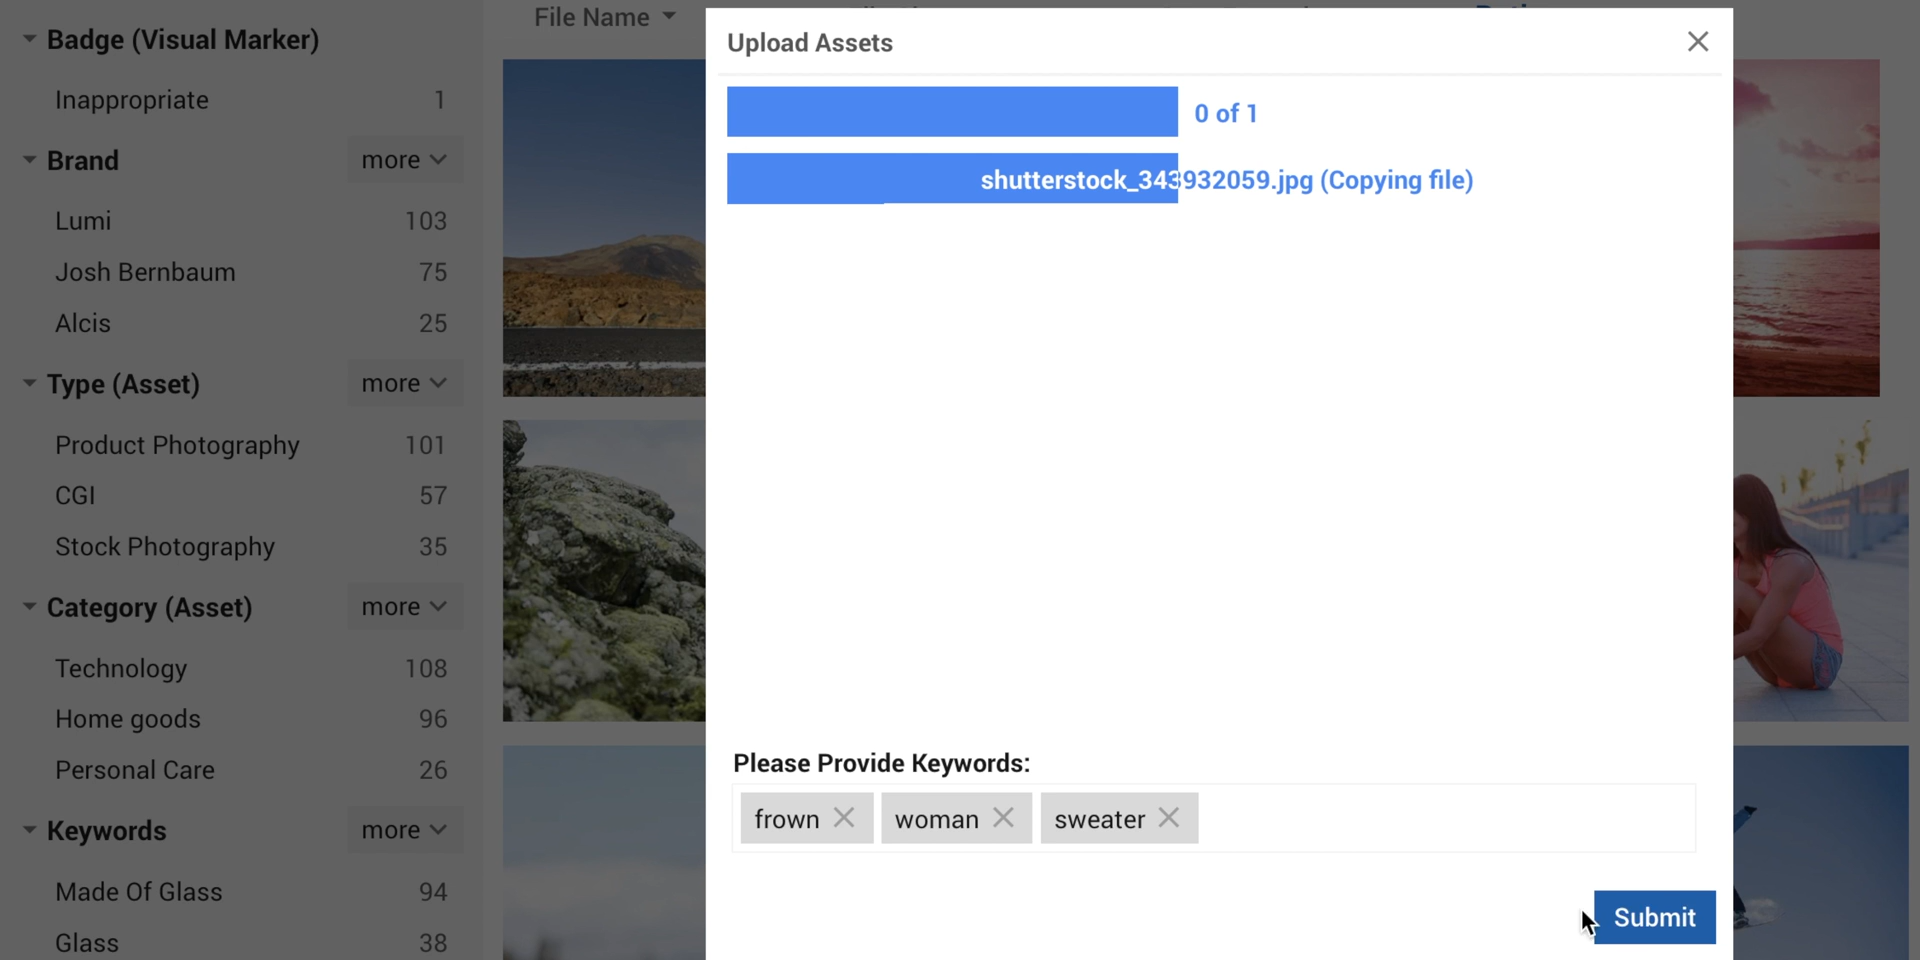 Badge (Visual Marker)
Inappropriate 1
Brand more
Lumi 103
Josh Bernbaum 75
Alcis 25
Type (Asset) more
Product Photography 101
CGI 57
Stock Photography 35
Category (Asset) more
Technology 108
Home goods 96
Personal Care 26
Keywords more
Made Of Glass 94
Glass 38
File Name
Upload Assets
0 of 1
shutterstock_343932059.jpg (Copying file)
Please Provide Keywords:
frown woman sweater
Submit